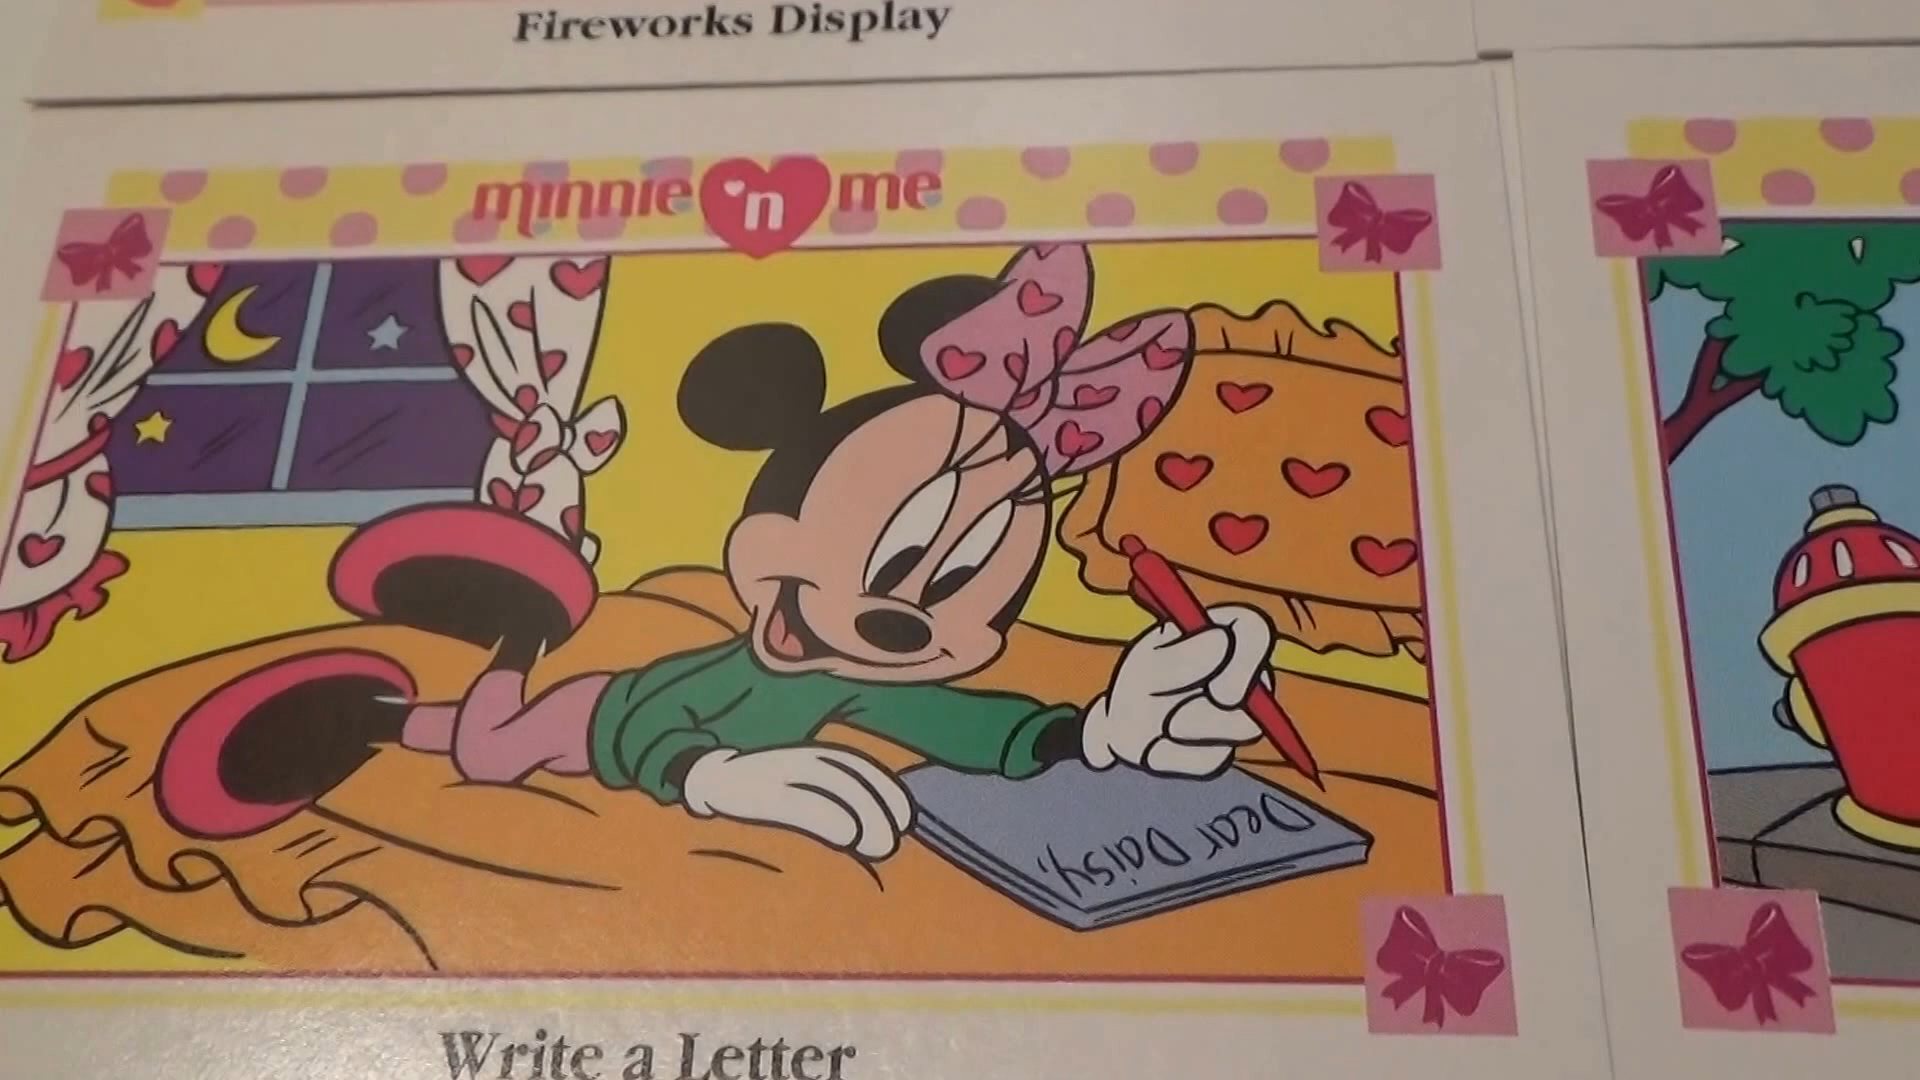 Fireworks Display
minnie 'n me
Dear Daisy,
Write a Letter